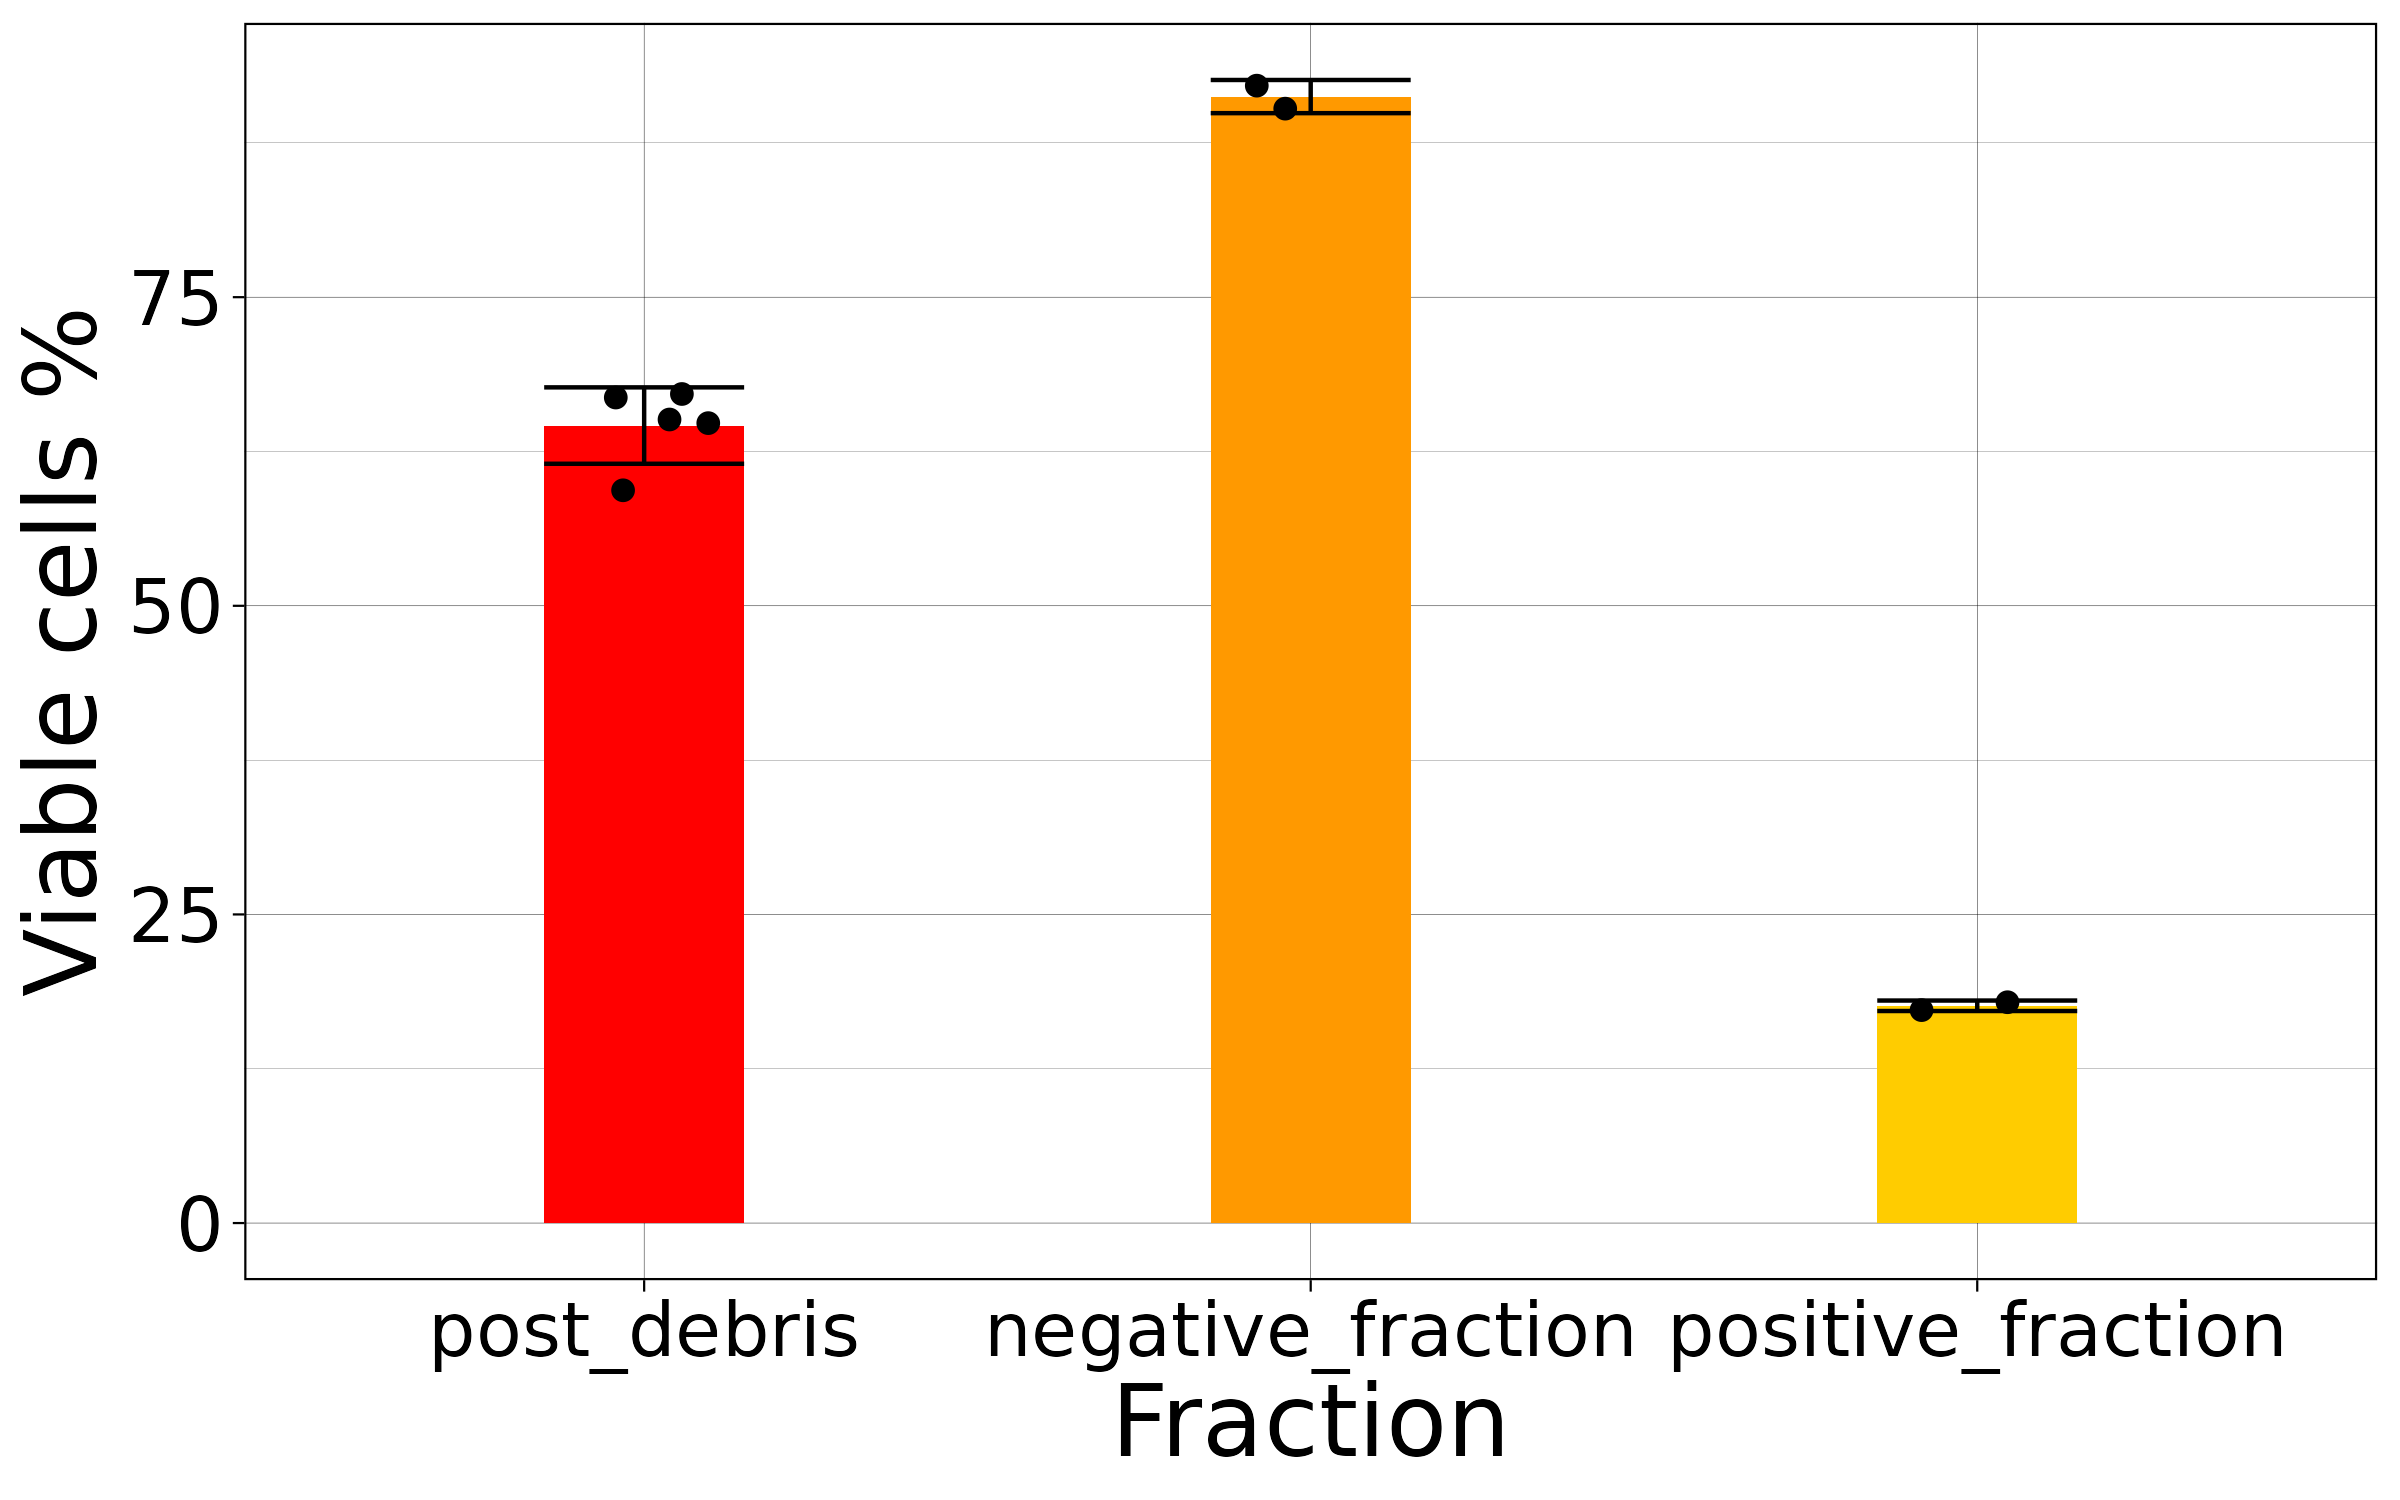 Viable cells %
75
50
25
0
post_debris
negative_fraction
positive_fraction
Fraction